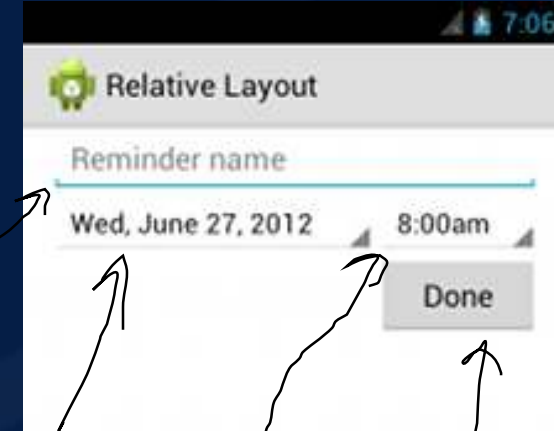 7:06
Relative Layout
Reminder name
Wed, June 27, 2012 8:00am
Done